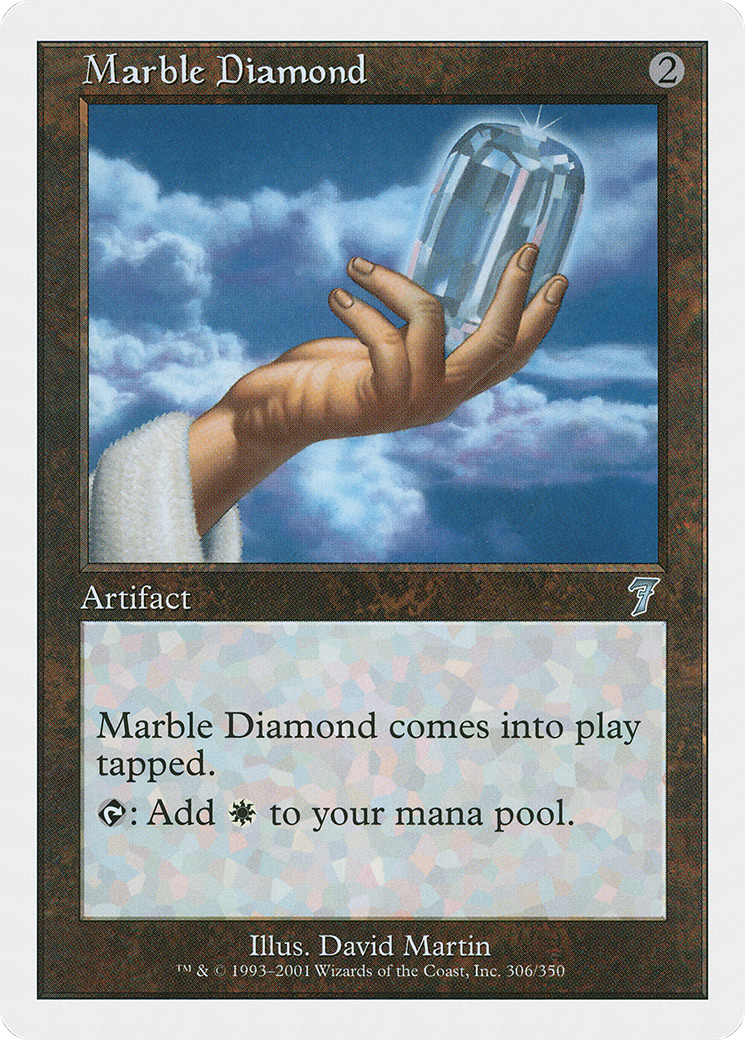 Marble Diamond 2
Artifact 7
Marble Diamond comes into play
tapped.
: Add to your mana pool.
Illus. David Martin
™ & © 1993–2001 Wizards of the Coast, Inc. 306/350